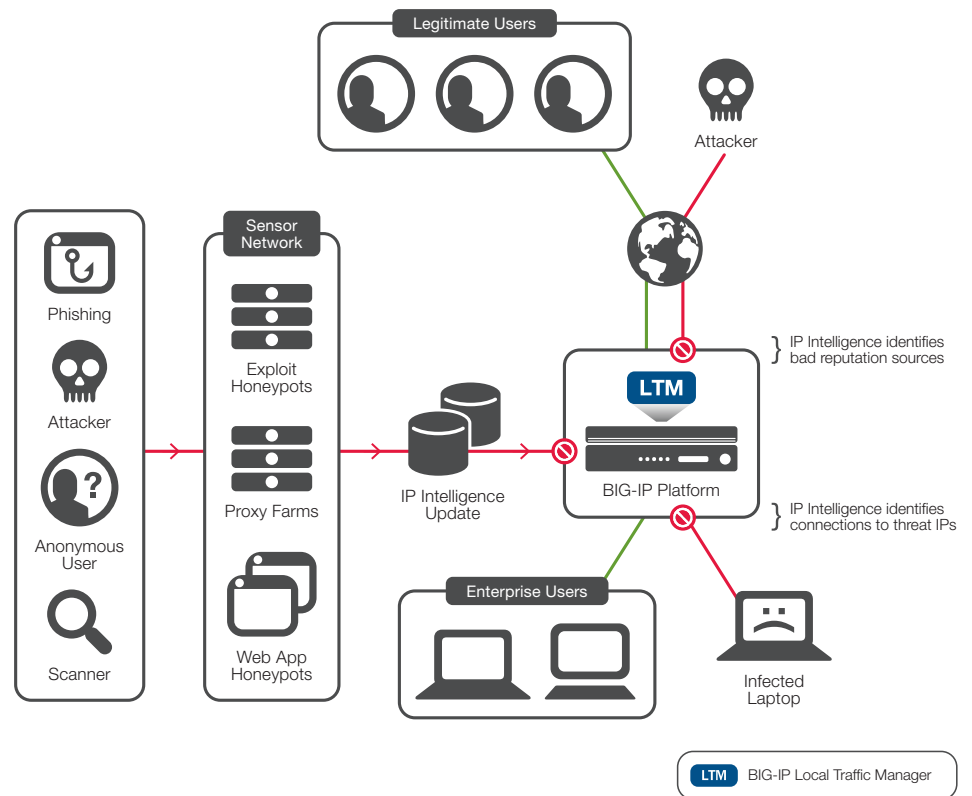 Legitimate Users
Attacker
Phishing
Attacker
Anonymous
User
?
Scanner
Sensor
Network
Exploit
Honeypots
Proxy Farms
Web App
Honeypots
IP Intelligence
Update
LTM
BIG-IP Platform
} IP Intelligence identifies
bad reputation sources
} IP Intelligence identifies
connections to threat IPs
Enterprise Users
Infected
Laptop
LTM BIG-IP Local Traffic Manager